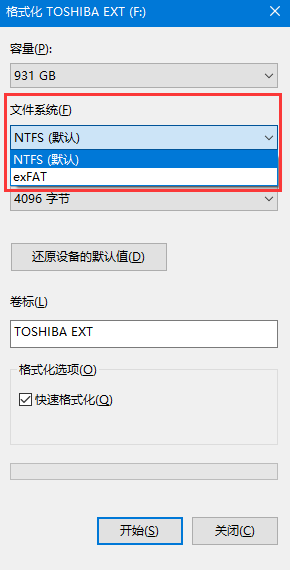 格式化 TOSHIBA EXT (F:)
容量(P):
931 GB
文件系统(F)
NTFS (默认)
NTFS (默认)
exFAT
4096 字节
还原设备的默认值(D)
卷标(L)
TOSHIBA EXT
格式化选项(O)
快速格式化(Q)
开始(S)
关闭(C)